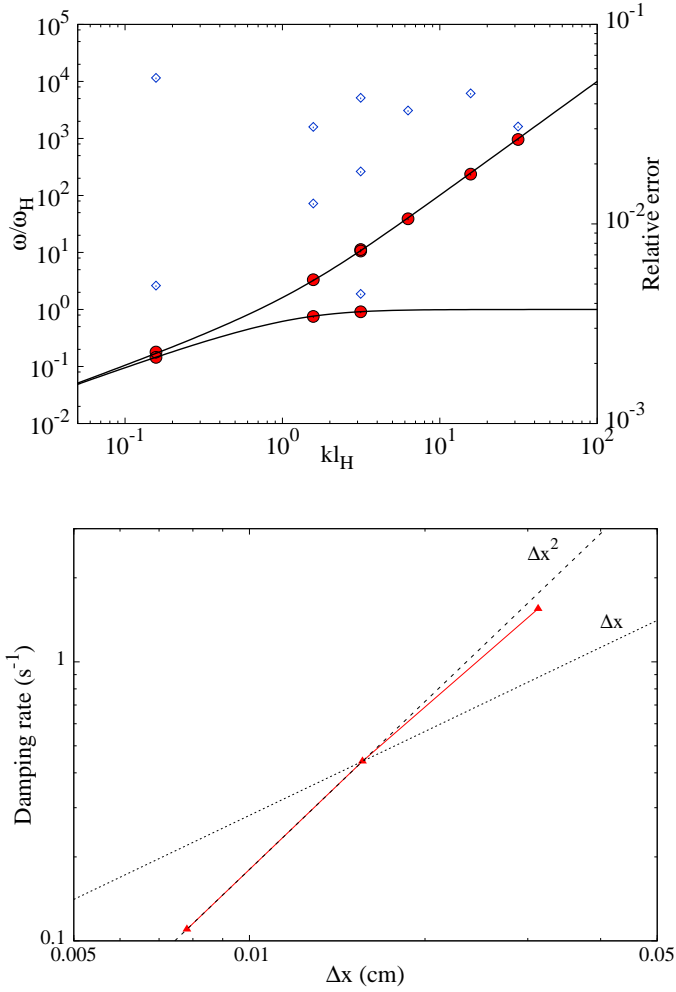 10^5
10^4
10^3
10^2
10^1
10^0
10^-1
10^-2
ω/ω_H
10^-1
10^-2
10^-3
Relative error
10^-1
10^0
10^1
10^2
kl_H
Δx^2
Δx
Damping rate (s^-1)
1
0.1
0.005
0.01
0.05
Δx (cm)